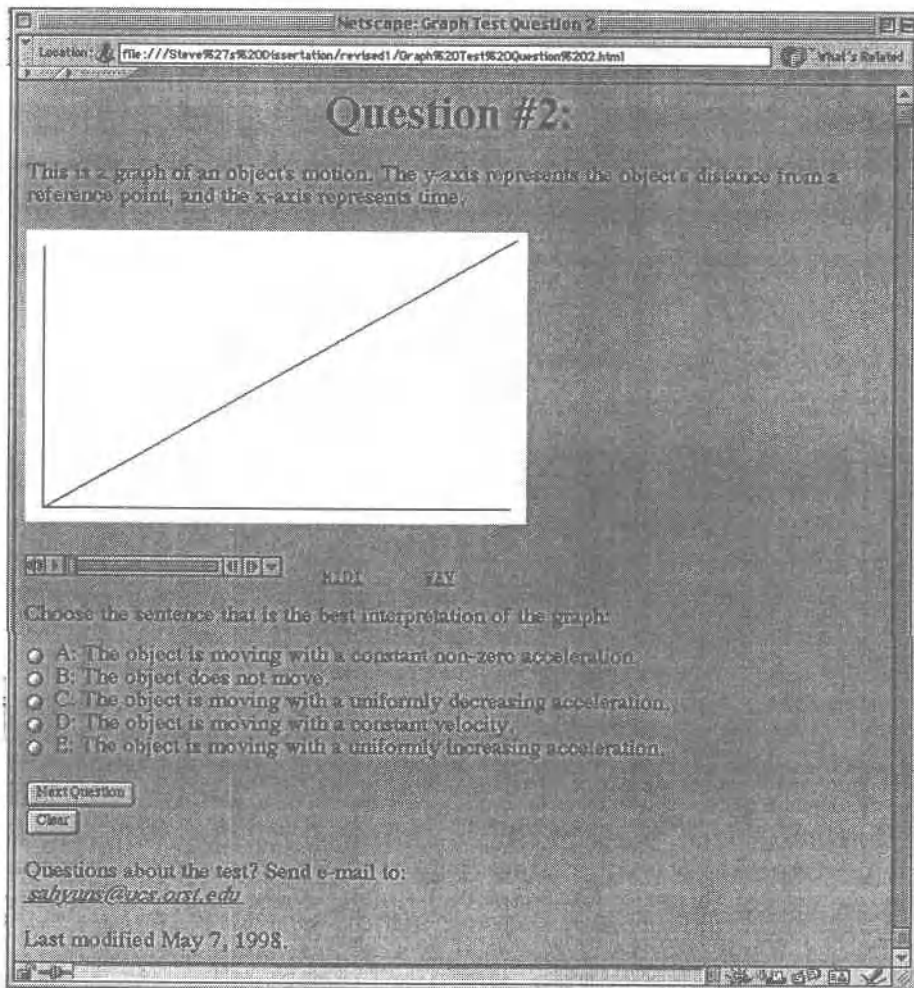 Netscape: Graph Test Question 2
Location: file:///Steve%27s%20Dissertation/revised1/Graph%20Test%20Question%202.html What's Related
Question #2:
This is a graph of an object's motion. The y-axis represents the object's distance from a
reference point, and the x-axis represents time.
MIDI WAV
Choose the sentence that is the best interpretation of the graph:
A: The object is moving with a constant non-zero acceleration.
B: The object does not move.
C: The object is moving with a uniformly decreasing acceleration.
D: The object is moving with a constant velocity.
E: The object is moving with a uniformly increasing acceleration.
Next Question
Clear
Questions about the test? Send e-mail to:
sahyuns@ucs.orst.edu
Last modified May 7, 1998.